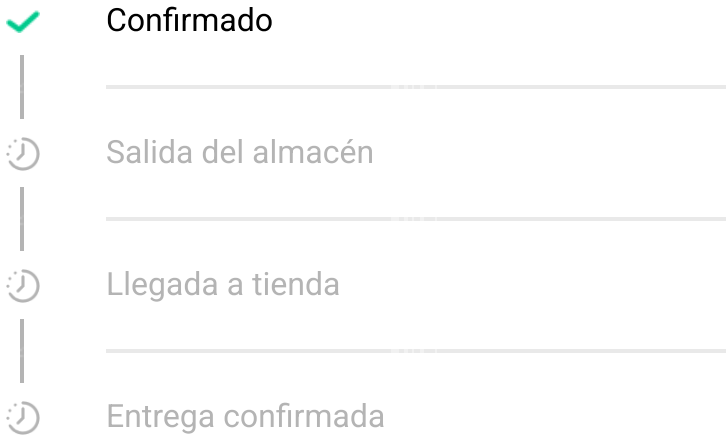 Confirmado
Salida del almacén
Llegada a tienda
Entrega confirmada